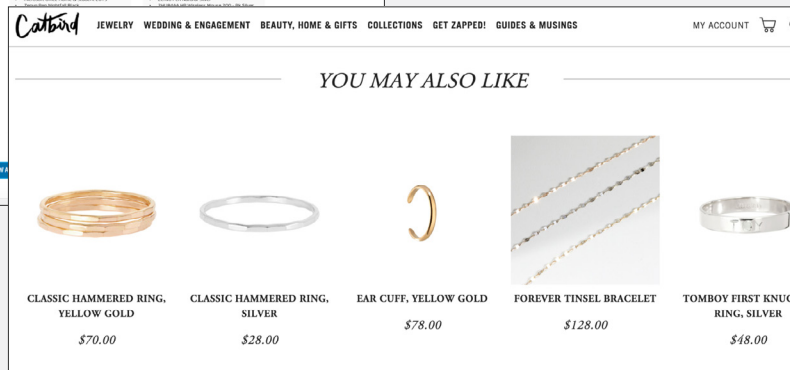 Catbird
JEWELRY WEDDING & ENGAGEMENT BEAUTY, HOME & GIFTS COLLECTIONS GET ZAPPED! GUIDES & MUSINGS MY ACCOUNT
YOU MAY ALSO LIKE
CLASSIC HAMMERED RING,
YELLOW GOLD
$70.00
CLASSIC HAMMERED RING,
SILVER
$28.00
EAR CUFF, YELLOW GOLD
$78.00
FOREVER TINSEL BRACELET
$128.00
TOMBOY FIRST KNUC
RING, SILVER
$48.00